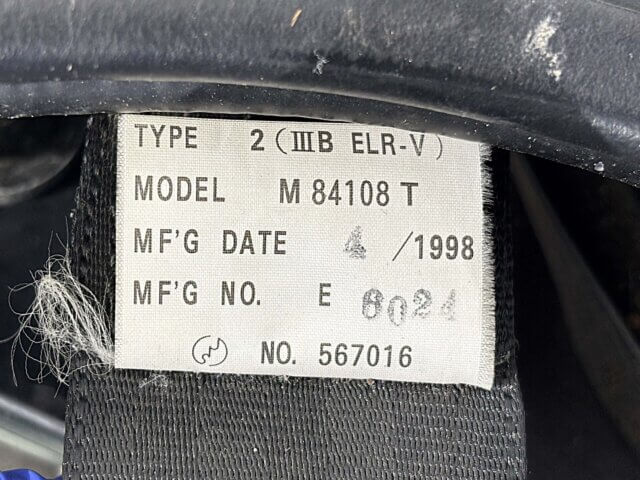 TYPE 2 (IIIB ELR-V)
MODEL M 84108 T
MF'G DATE 4 /1998
MF'G NO. E 6024
NO. 567016